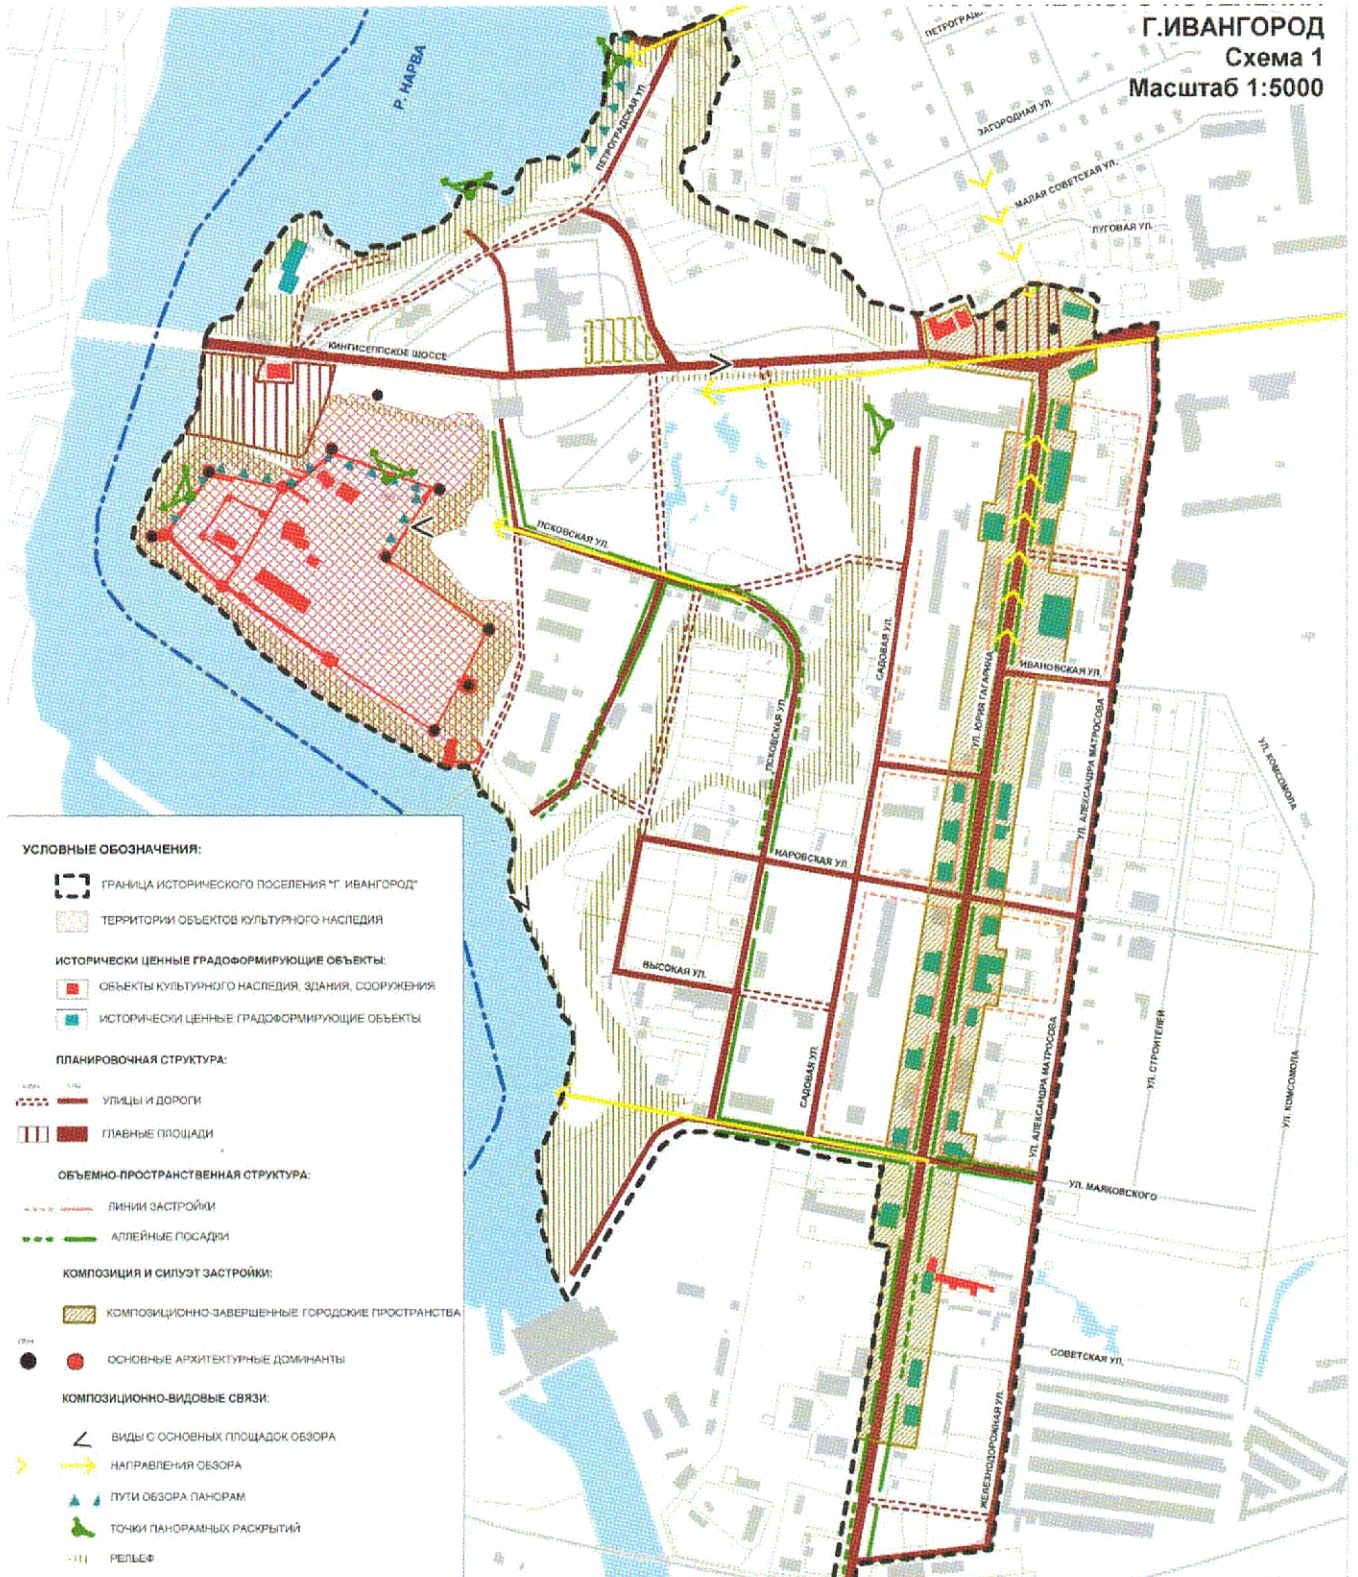 Г.ИВАНГОРОД
Схема 1
Масштаб 1:5000
Р. НАРВА
ПЕТРОГРАДСКАЯ УЛ.
ЗАГОРОДНАЯ УЛ.
МАЛАЯ СОВЕТСКАЯ УЛ.
ЛУГОВАЯ УЛ.
КИНГИСЕППСКОЕ ШОССЕ
ПСКОВСКАЯ УЛ.
САДОВАЯ УЛ.
УЛ. ЮРИЯ ГАГАРИНА
ИВАНОВСКАЯ УЛ.
ПСКОВСКАЯ УЛ.
УЛ. АЛЕКСАНДРА МАТРОСОВА
УЛ. КОМСОМОЛА
НАРОВСКАЯ УЛ.
ВЫСОКАЯ УЛ.
САДОВАЯ УЛ.
УЛ. АЛЕКСАНДРА МАТРОСОВА
УЛ. СТРОИТЕЛЕЙ
УЛ. КОМСОМОЛА
УЛ. МАЯКОВСКОГО
СОВЕТСКАЯ УЛ.
ЖЕЛЕЗНОДОРОЖНАЯ УЛ.
УСЛОВНЫЕ ОБОЗНАЧЕНИЯ:
ГРАНИЦА ИСТОРИЧЕСКОГО ПОСЕЛЕНИЯ "Г. ИВАНГОРОД"
ТЕРРИТОРИИ ОБЪЕКТОВ КУЛЬТУРНОГО НАСЛЕДИЯ
ИСТОРИЧЕСКИ ЦЕННЫЕ ГРАДОФОРМИРУЮЩИЕ ОБЪЕКТЫ:
ОБЪЕКТЫ КУЛЬТУРНОГО НАСЛЕДИЯ, ЗДАНИЯ, СООРУЖЕНИЯ
ИСТОРИЧЕСКИ ЦЕННЫЕ ГРАДОФОРМИРУЮЩИЕ ОБЪЕКТЫ
ПЛАНИРОВОЧНАЯ СТРУКТУРА:
УЛИЦЫ И ДОРОГИ
ГЛАВНЫЕ ПЛОЩАДИ
ОБЪЕМНО-ПРОСТРАНСТВЕННАЯ СТРУКТУРА:
ЛИНИИ ЗАСТРОЙКИ
АЛЛЕЙНЫЕ ПОСАДКИ
КОМПОЗИЦИЯ И СИЛУЭТ ЗАСТРОЙКИ:
КОМПОЗИЦИОННО-ЗАВЕРШЕННЫЕ ГОРОДСКИЕ ПРОСТРАНСТВА
ОСНОВНЫЕ АРХИТЕКТУРНЫЕ ДОМИНАНТЫ
КОМПОЗИЦИОННО-ВИДОВЫЕ СВЯЗИ:
ВИДЫ С ОСНОВНЫХ ПЛОЩАДОК ОБЗОРА
НАПРАВЛЕНИЯ ОБЗОРА
ПУТИ ОБЗОРА ПАНОРАМ
ТОЧКИ ПАНОРАМНЫХ РАСКРЫТИЙ
РЕЛЬЕФ